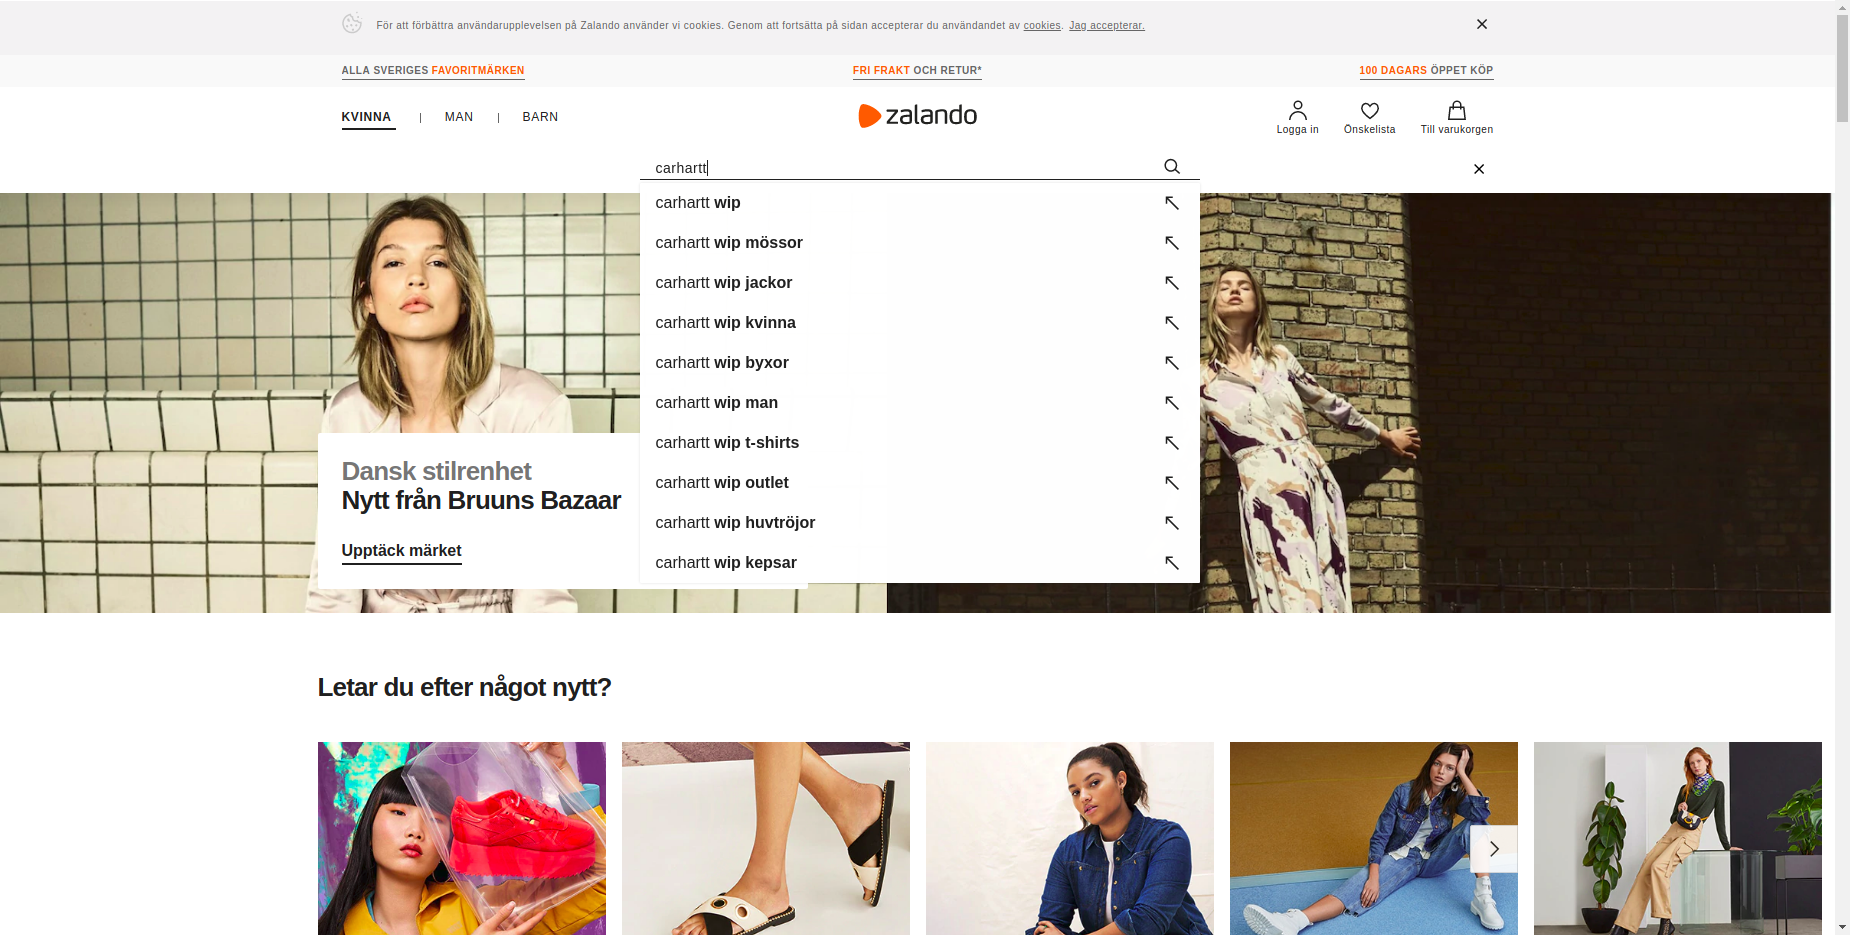 För att förbättra användarupplevelsen på Zalando använder vi cookies. Genom att fortsätta på sidan accepterar du användandet av cookies. Jag accepterar.
ALLA SVERIGES FAVORITMÄRKEN
FRI FRAKT OCH RETUR*
100 DAGARS ÖPPET KÖP
KVINNA | MAN | BARN
zalando
Logga in
Önskelista
Till varukorgen
carhartt
carhartt wip
carhartt wip mössor
carhartt wip jackor
carhartt wip kvinna
carhartt wip byxor
carhartt wip man
carhartt wip t-shirts
carhartt wip outlet
carhartt wip huvtröjor
carhartt wip kepsar
Dansk stilrenhet
Nytt från Bruuns Bazaar
Upptäck märket
Letar du efter något nytt?